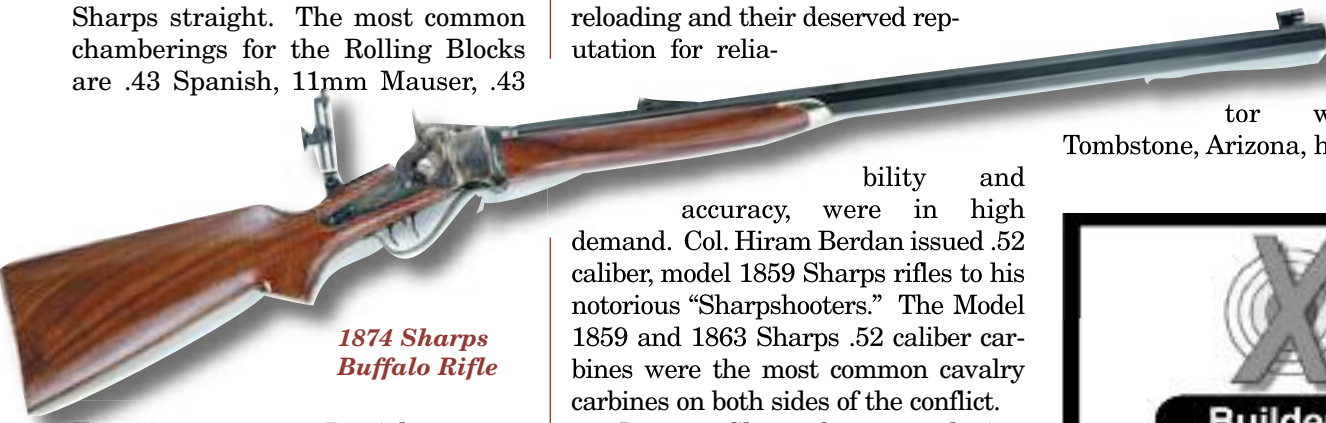 Sharps straight. The most common
chamberings for the Rolling Blocks
are .43 Spanish, 11mm Mauser, .43
1874 Sharps
Buffalo Rifle
reloading and their deserved rep-
utation for relia-
bility and
accuracy, were in high
demand. Col. Hiram Berdan issued .52
caliber, model 1859 Sharps rifles to his
notorious “Sharpshooters.” The Model
1859 and 1863 Sharps .52 caliber car-
bines were the most common cavalry
carbines on both sides of the conflict.
tor w
Tombstone, Arizona, h